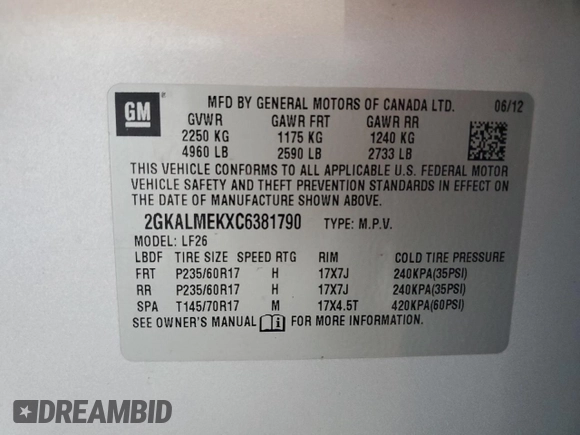 GM ® MFD BY GENERAL MOTORS OF CANADA LTD. 06/12
GVWR GAWR FRT GAWR RR
2250 KG 1175 KG 1240 KG
4960 LB 2590 LB 2733 LB
THIS VEHICLE CONFORMS TO ALL APPLICABLE U.S. FEDERAL MOTOR
VEHICLE SAFETY AND THEFT PREVENTION STANDARDS IN EFFECT ON
THE DATE OF MANUFACTURE SHOWN ABOVE.
2GKALMEKXC6381790 TYPE: M.P.V.
MODEL: LF26
LBDF TIRE SIZE SPEED RTG RIM COLD TIRE PRESSURE
FRT P235/60R17 H 17X7J 240KPA(35PSI)
RR P235/60R17 H 17X7J 240KPA(35PSI)
SPA T145/70R17 M 17X4.5T 420KPA(60PSI)
SEE OWNER'S MANUAL FOR MORE INFORMATION.
DREAMBID